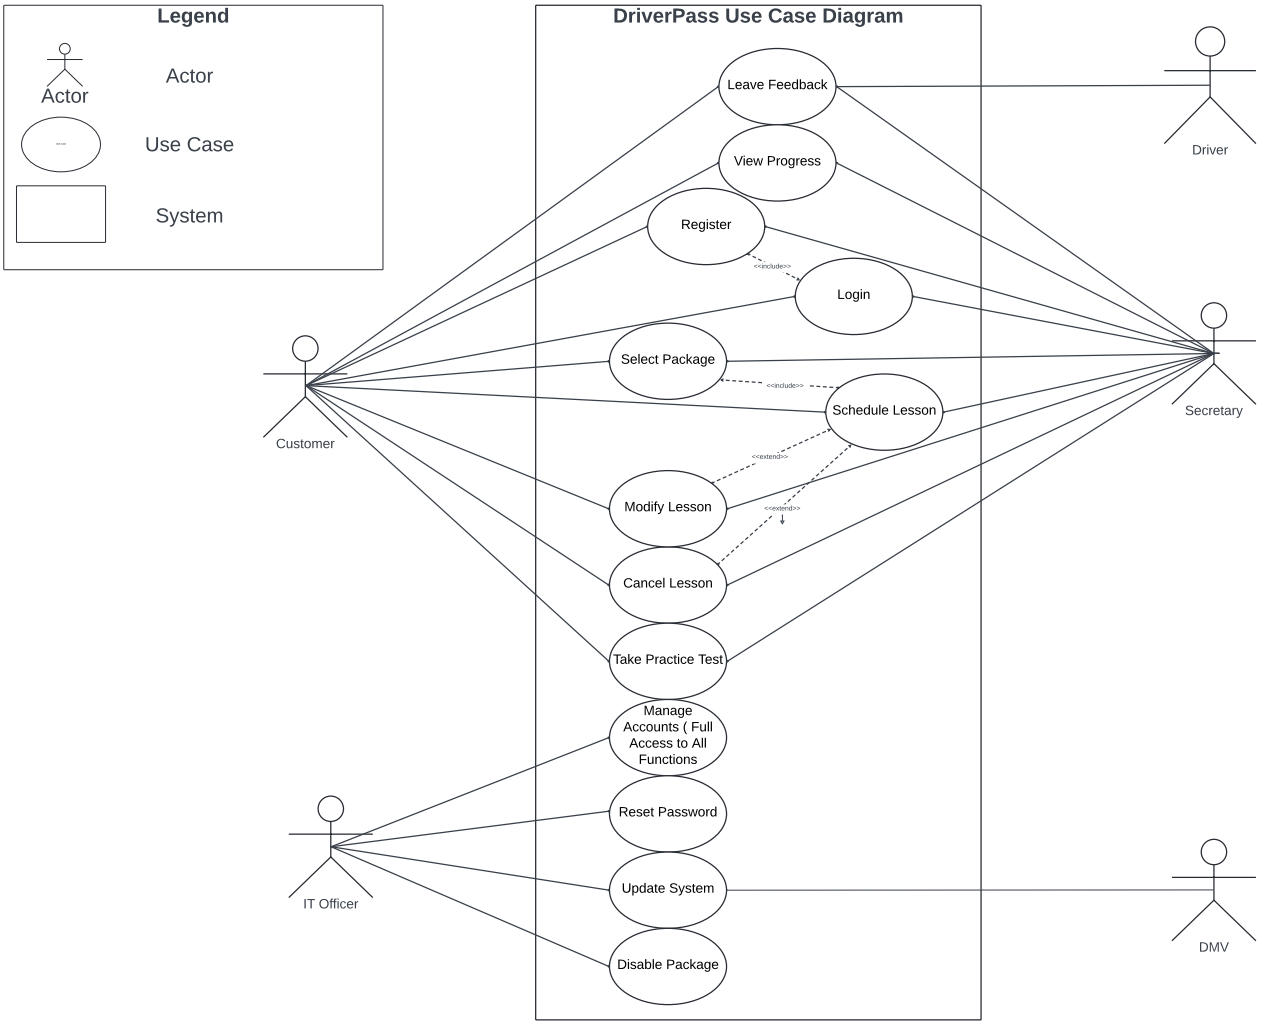 Legend
Actor
Actor
Use Case
System
DriverPass Use Case Diagram
Leave Feedback
View Progress
Register
<<include>>
Login
Select Package
<<include>>
Schedule Lesson
<<extend>>
Modify Lesson
<<extend>>
Cancel Lesson
Take Practice Test
Manage
Accounts ( Full
Access to All
Functions
Reset Password
Update System
Disable Package
Driver
Customer
Secretary
IT Officer
DMV